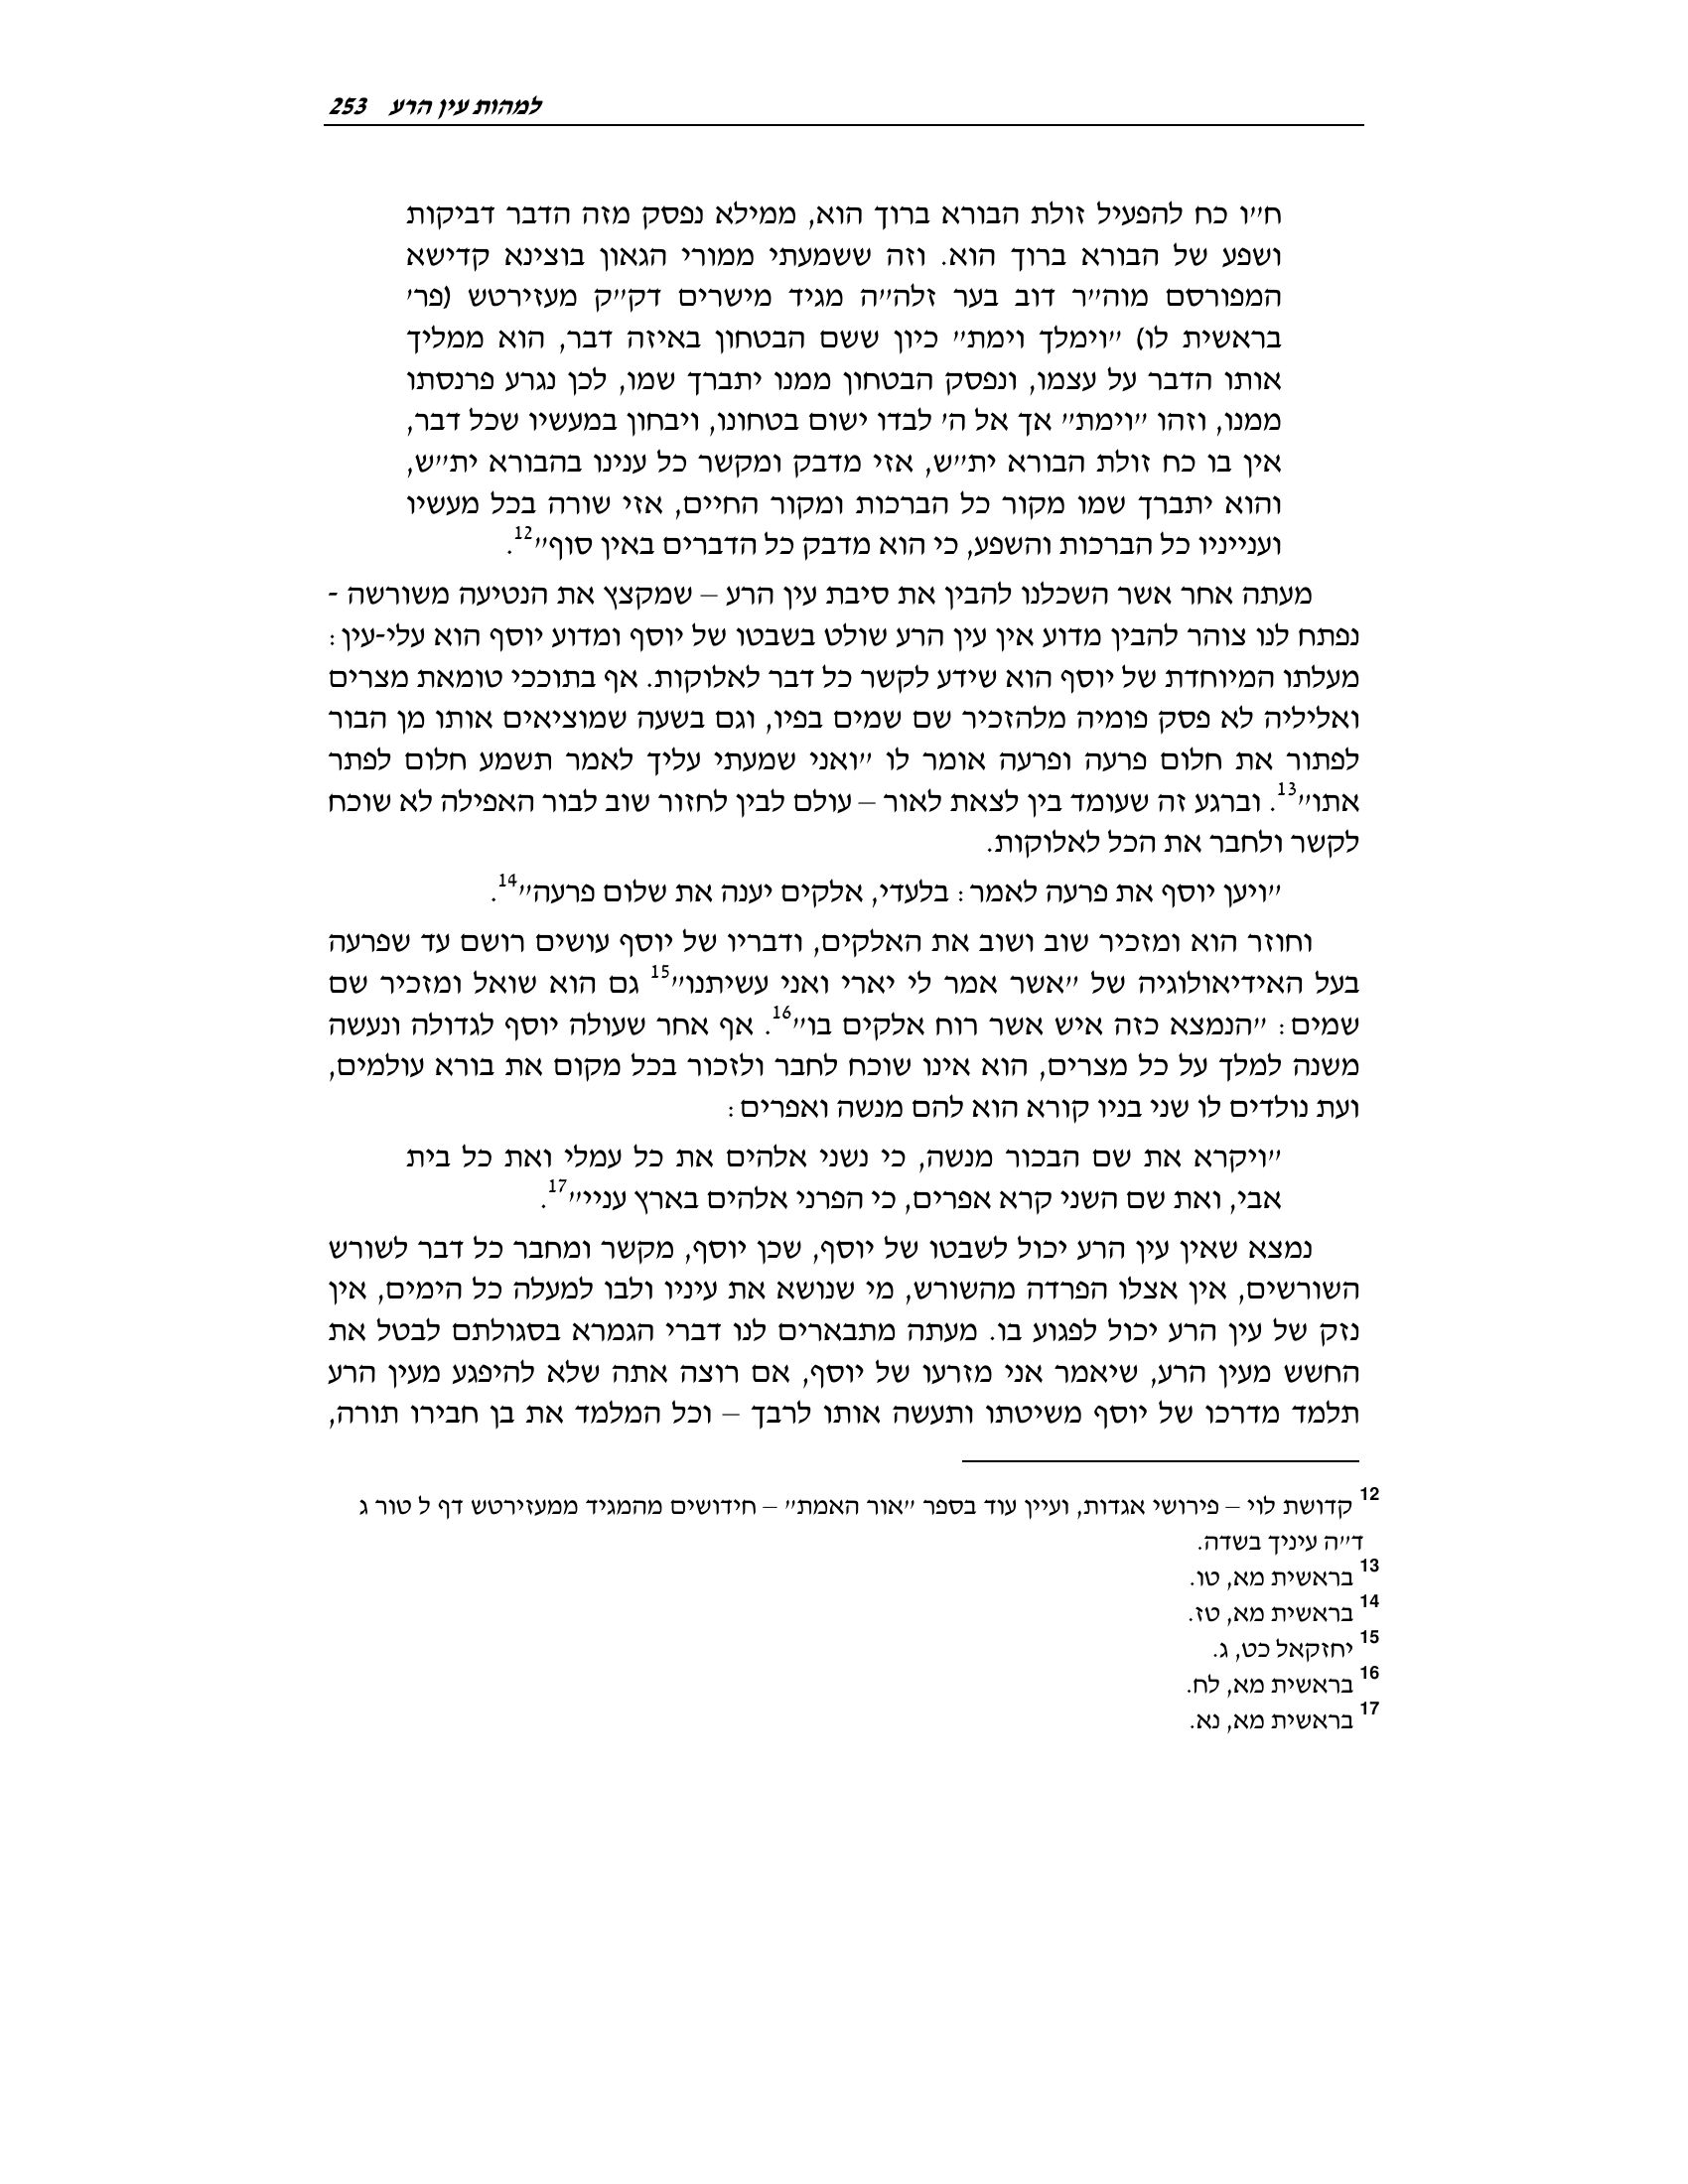 למהות עין הרע 253
ח״ו כח להפעיל זולת הבורא ברוך הוא, ממילא נפסק מזה הדבר דביקות
ושפע של הבורא ברוך הוא. וזה ששמעתי ממורי הגאון בוצינא קדישא
המפורסם מוה״ר דוב בער זלה״ה מגיד מישרים דק״ק מעזירטש (פר׳
בראשית לו) ״וימלך וימת״ כיון ששם הבטחון באיזה דבר, הוא ממליך
אותו הדבר על עצמו, ונפסק הבטחון ממנו יתברך שמו, לכן נגרע פרנסתו
ממנו, וזהו ״וימת״ אך אל ה׳ לבדו ישום בטחונו, ויבחון במעשיו שכל דבר,
אין בו כח זולת הבורא ית״ש, אזי מדבק ומקשר כל ענינו בהבורא ית״ש,
והוא יתברך שמו מקור כל הברכות ומקור החיים, אזי שורה בכל מעשיו
וענייניו כל הברכות והשפע, כי הוא מדבק כל הדברים באין סוף״12.
מעתה אחר אשר השכלנו להבין את סיבת עין הרע – שמקצץ את הנטיעה משורשה -
נפתח לנו צוהר להבין מדוע אין עין הרע שולט בשבטו של יוסף ומדוע יוסף הוא עלי-עין:
מעלתו המיוחדת של יוסף הוא שידע לקשר כל דבר לאלוקות. אף בתוככי טומאת מצרים
ואליליה לא פסק פומיה מלהזכיר שם שמים בפיו, וגם בשעה שמוציאים אותו מן הבור
לפתור את חלום פרעה ופרעה אומר לו ״ואני שמעתי עליך לאמר תשמע חלום לפתר
אתו״13. וברגע זה שעומד בין לצאת לאור – עולם לבין לחזור שוב לבור האפילה לא שוכח
לקשר ולחבר את הכל לאלוקות.
״ויען יוסף את פרעה לאמר: בלעדי, אלקים יענה את שלום פרעה״14.
וחוזר הוא ומזכיר שוב ושוב את האלקים, ודבריו של יוסף עושים רושם עד שפרעה
בעל האידיאולוגיה של ״אשר אמר לי יארי ואני עשיתנו״15 גם הוא שואל ומזכיר שם
שמים: ״הנמצא כזה איש אשר רוח אלקים בו״16. אף אחר שעולה יוסף לגדולה ונעשה
משנה למלך על כל מצרים, הוא אינו שוכח לחבר ולזכור בכל מקום את בורא עולמים,
ועת נולדים לו שני בניו קורא הוא להם מנשה ואפרים:
״ויקרא את שם הבכור מנשה, כי נשני אלהים את כל עמלי ואת כל בית
אבי, ואת שם השני קרא אפרים, כי הפרני אלהים בארץ עניי״17.
נמצא שאין עין הרע יכול לשבטו של יוסף, שכן יוסף, מקשר ומחבר כל דבר לשורש
השורשים, אין אצלו הפרדה מהשורש, מי שנושא את עיניו ולבו למעלה כל הימים, אין
נזק של עין הרע יכול לפגוע בו. מעתה מתבארים לנו דברי הגמרא בסגולתם לבטל את
החשש מעין הרע, שיאמר אני מזרעו של יוסף, אם רוצה אתה שלא להיפגע מעין הרע
תלמד מדרכו של יוסף משיטתו ותעשה אותו לרבך – וכל המלמד את בן חבירו תורה,
12 קדושת לוי – פירושי אגדות, ועיין עוד בספר ״אור האמת״ – חידושים מהמגיד ממעזירטש דף ל טור ג
ד״ה עיניך בשדה.
13 בראשית מא, טו.
14 בראשית מא, טז.
15 יחזקאל כט, ג.
16 בראשית מא, לח.
17 בראשית מא, נא.